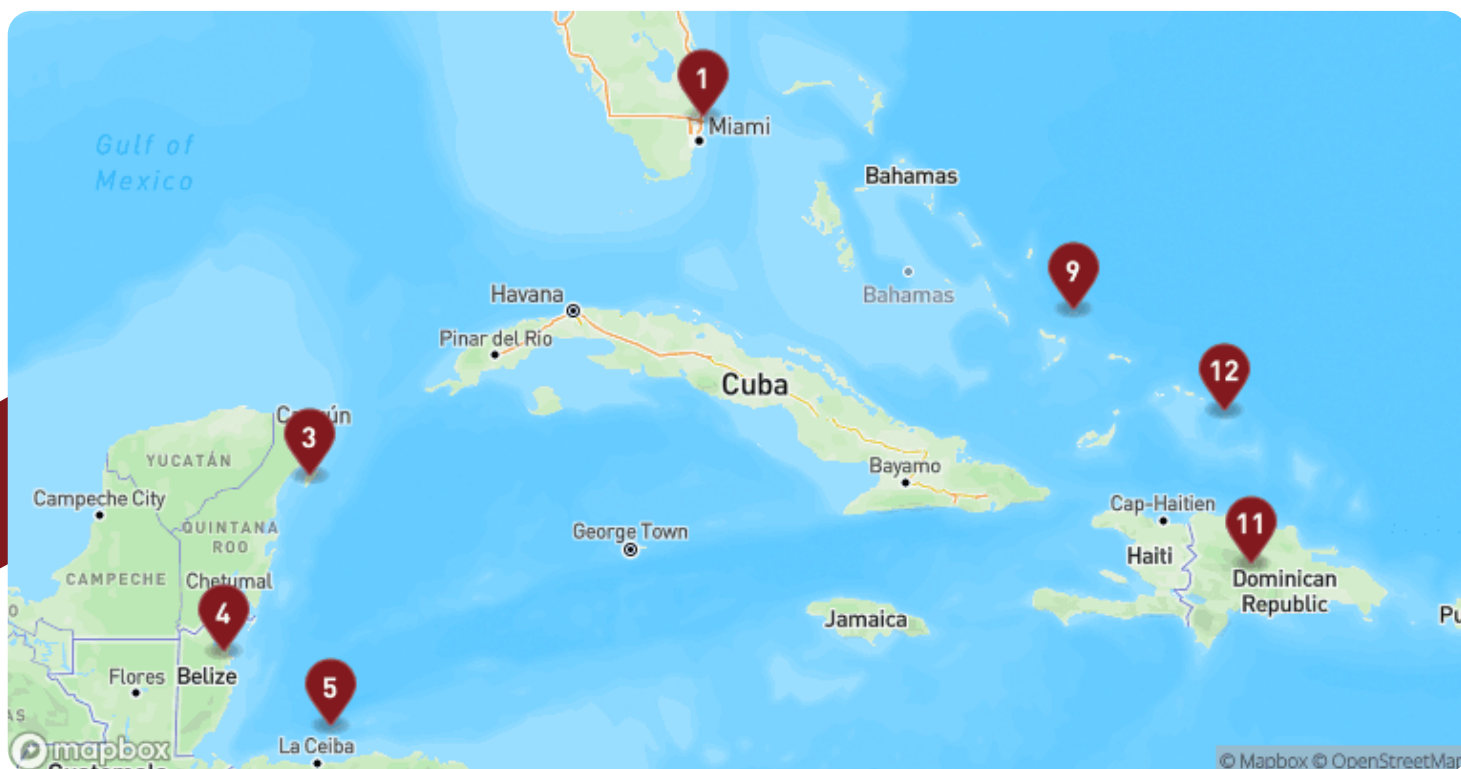 1
Miami
Gulf of
Mexico
Bahamas
9
Bahamas
Havana
Pinar del Rio
12
Cuba
3
YUCATÁN
Bayamo
Campeche City
Cap-Haitien
11
QUINTANA
ROO
George Town
Haiti
CAMPECHE
Chetumal
Dominican
Republic
4
Jamaica
Flores
Belize
5
La Ceiba
mapbox
© Mapbox © OpenStreetMap